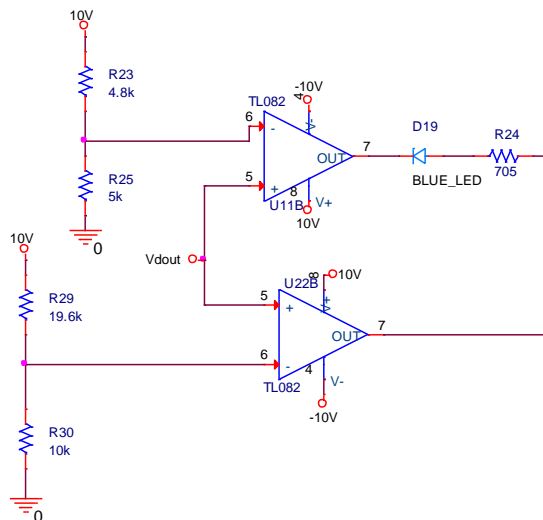 10V
R23
4.8k
R25
5k
0
-10V
TL082
4
V-
6
-
7
OUT
5
+
8
U11B
V+
10V
D19
BLUE_LED
R24
705
Vdout
10V
R29
19.6k
R30
10k
0
U22B
8
10V
V+
5
+
7
OUT
6
-
4
V-
TL082
-10V